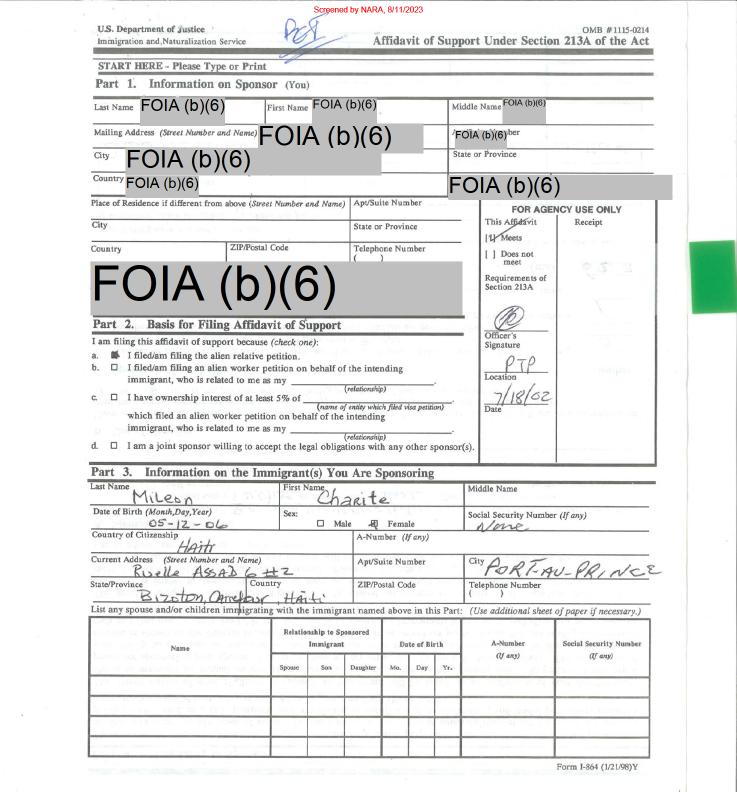 Screened by NARA, 8/11/2023
U.S. Department of Justice
OMB #1115-0214
Immigration and Naturalization Service
Affidavit of Support Under Section 213A of the Act
START HERE - Please Type or Print
Part 1. Information on Sponsor (You)
Last Name FOIA (b)(6) First Name FOIA (b)(6) Middle Name FOIA (b)(6)
Mailing Address (Street Number and Name) FOIA (b)(6) FOIA (b)(6)
City FOIA (b)(6) State or Province
Country FOIA (b)(6) FOIA (b)(6)
Place of Residence if different from above (Street Number and Name) Apt/Suite Number
FOR AGENCY USE ONLY
City State or Province
This Affidavit Receipt
[X] Meets
Country ZIP/Postal Code Telephone Number
( )
[ ] Does not meet
FOIA (b)(6)
Requirements of Section 213A
Officer's Signature
PTP
Location
7/18/02
Date
Part 2. Basis for Filing Affidavit of Support
I am filing this affidavit of support because (check one):
a. I filed/am filing the alien relative petition.
b. I filed/am filing an alien worker petition on behalf of the intending
immigrant, who is related to me as my
(relationship)
c. I have ownership interest of at least 5% of
(name of entity which filed visa petition)
which filed an alien worker petition on behalf of the intending
immigrant, who is related to me as my
(relationship)
d. I am a joint sponsor willing to accept the legal obligations with any other sponsor(s).
Part 3. Information on the Immigrant(s) You Are Sponsoring
Last Name First Name Middle Name
MiLeon Charite
Date of Birth (Month,Day,Year) Sex: Social Security Number (If any)
05-12-06 Male Female None
Country of Citizenship A-Number (If any)
Haiti
Current Address (Street Number and Name) Apt/Suite Number City PORT-AU-PRINCE
Ruelle ASSAD 6 #2
State/Province Country ZIP/Postal Code Telephone Number
( )
Bizoton, Carrefour, Haiti
List any spouse and/or children immigrating with the immigrant named above in this Part: (Use additional sheet of paper if necessary.)
Name Relationship to Sponsored Immigrant Date of Birth A-Number (If any) Social Security Number (If any)
Spouse Son Daughter Mo. Day Yr.
Form I-864 (1/21/98)Y